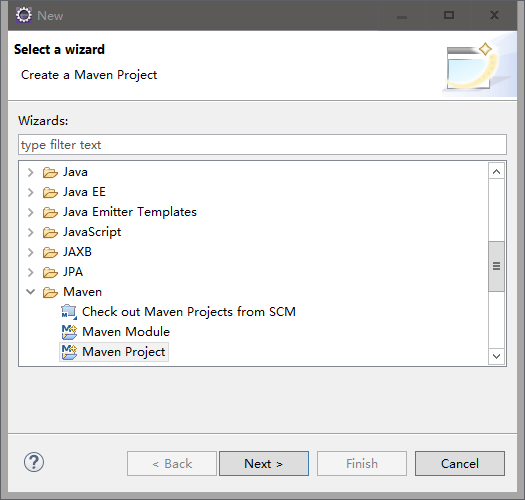 New
Select a wizard
Create a Maven Project
Wizards:
type filter text
Java
Java EE
Java Emitter Templates
JavaScript
JAXB
JPA
Maven
Check out Maven Projects from SCM
Maven Module
Maven Project
? < Back Next > Finish Cancel